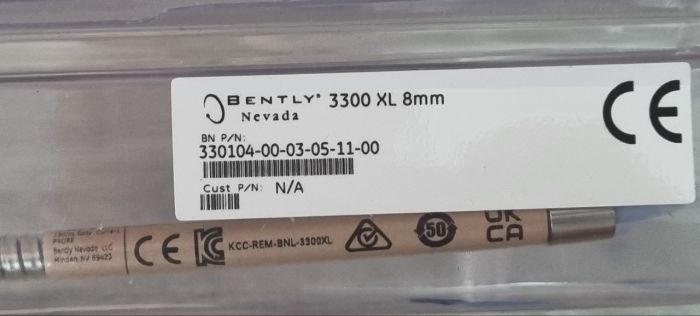 BENTLY® 3300 XL 8mm
Nevada
BN P/N:
330104-00-03-05-11-00
Cust P/N: N/A
CE
PROBE
Bently Nevada LLC
Minden, NV 89423
CE KCC-REM-BNL-3300XL 50 UK
CA